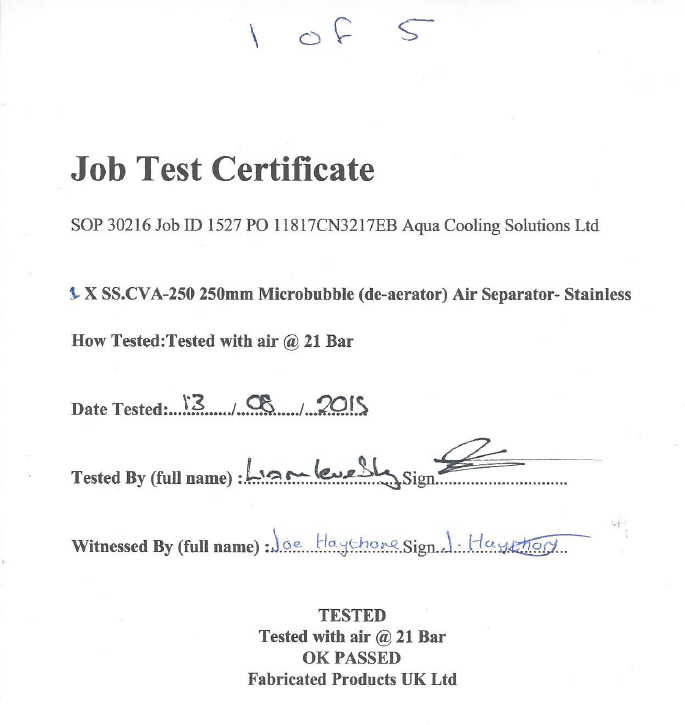 1 of 5
Job Test Certificate
SOP 30216 Job ID 1527 PO 11817CN3217EB Aqua Cooling Solutions Ltd
1 X SS.CVA-250 250mm Microbubble (de-aerator) Air Separator- Stainless
How Tested:Tested with air @ 21 Bar
Date Tested:...13....../..08...../..2015
Tested By (full name) :Liam Sign
Witnessed By (full name) :Joe Haythorne Sign J. Haythory
TESTED
Tested with air @ 21 Bar
OK PASSED
Fabricated Products UK Ltd